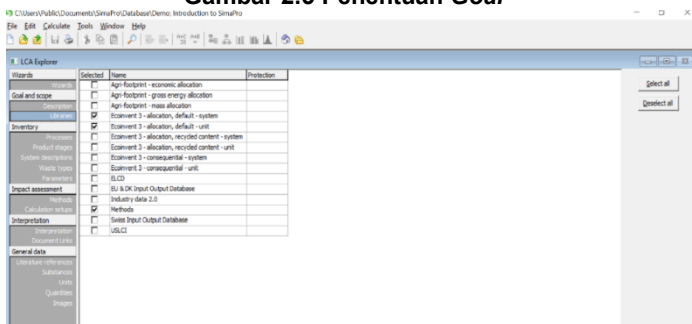 Gambar 2.6 Penentuan Goal
C:\Users\Public\Documents\SimaPro\Database\Demo; Introduction to SimaPro
File Edit Calculate Tools Window Help
LCA Explorer
Wizards
Wizards
Goal and scope
Description
Libraries
Inventory
Processes
Product stages
System descriptions
Waste types
Parameters
Impact assessment
Methods
Calculation setups
Interpretation
Interpretation
Document Links
General data
Literature references
Substances
Units
Quantities
Images
Selected Name Protection
Agri-footprint - economic allocation
Agri-footprint - gross energy allocation
Agri-footprint - mass allocation
Ecoinvent 3 - allocation, default - system
Ecoinvent 3 - allocation, default - unit
Ecoinvent 3 - allocation, recycled content - system
Ecoinvent 3 - allocation, recycled content - unit
Ecoinvent 3 - consequential - system
Ecoinvent 3 - consequential - unit
ELCD
EU & DK Input Output Database
Industry data 2.0
Methods
Swiss Input Output Database
USLCI
Select all
Deselect all